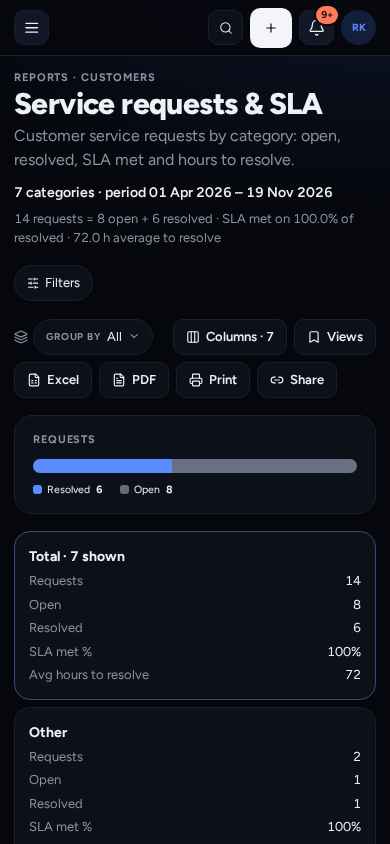 9+
RK
REPORTS · CUSTOMERS
Service requests & SLA
Customer service requests by category: open,
resolved, SLA met and hours to resolve.
7 categories · period 01 Apr 2026 – 19 Nov 2026
14 requests = 8 open + 6 resolved · SLA met on 100.0% of
resolved · 72.0 h average to resolve
Filters
GROUP BY All
Columns · 7
Views
Excel
PDF
Print
Share
REQUESTS
Resolved 6
Open 8
Total · 7 shown
Requests 14
Open 8
Resolved 6
SLA met % 100%
Avg hours to resolve 72
Other
Requests 2
Open 1
Resolved 1
SLA met % 100%